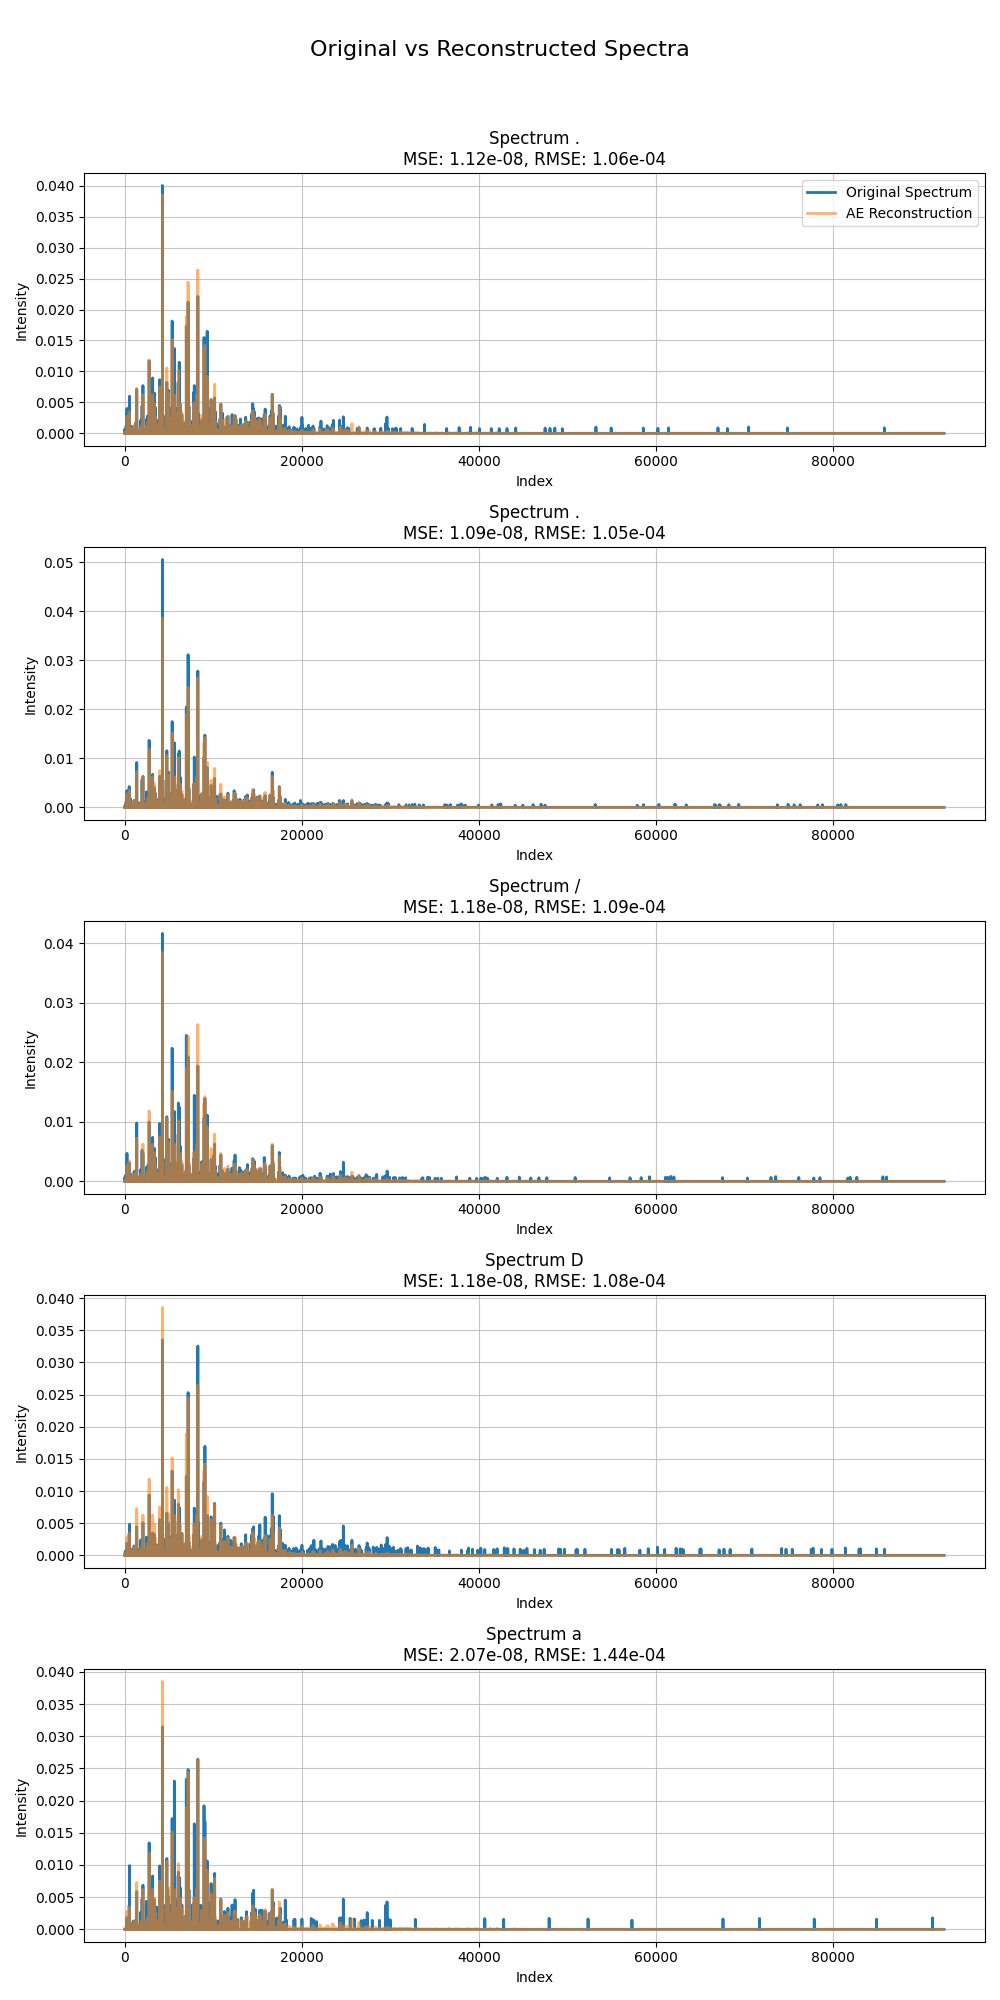 Original vs Reconstructed Spectra
Spectrum .
MSE: 1.12e-08, RMSE: 1.06e-04
Original Spectrum
AE Reconstruction
0.040
0.035
0.030
0.025
0.020
0.015
0.010
0.005
0.000
Intensity
0 20000 40000 60000 80000
Index
Spectrum .
MSE: 1.09e-08, RMSE: 1.05e-04
0.05
0.04
0.03
0.02
0.01
0.00
Intensity
0 20000 40000 60000 80000
Index
Spectrum /
MSE: 1.18e-08, RMSE: 1.09e-04
0.04
0.03
0.02
0.01
0.00
Intensity
0 20000 40000 60000 80000
Index
Spectrum D
MSE: 1.18e-08, RMSE: 1.08e-04
0.040
0.035
0.030
0.025
0.020
0.015
0.010
0.005
0.000
Intensity
0 20000 40000 60000 80000
Index
Spectrum a
MSE: 2.07e-08, RMSE: 1.44e-04
0.040
0.035
0.030
0.025
0.020
0.015
0.010
0.005
0.000
Intensity
0 20000 40000 60000 80000
Index